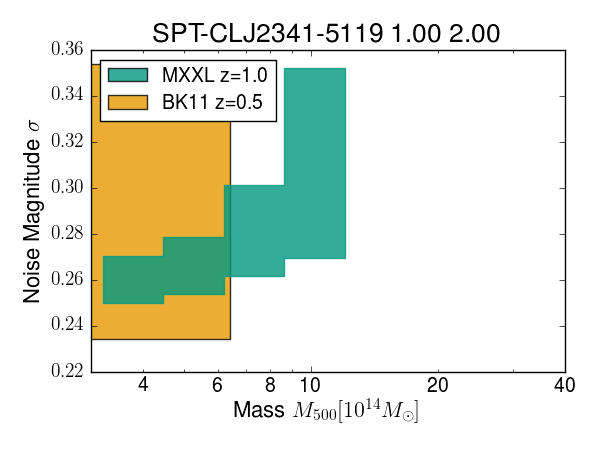 SPT-CLJ2341-5119 1.00 2.00
0.36
0.34
0.32
0.30
0.28
0.26
0.24
0.22
Noise Magnitude σ
MXXL z=1.0
BK11 z=0.5
4 6 8 10 20 40
Mass M₅₀₀[10¹⁴M⊙]